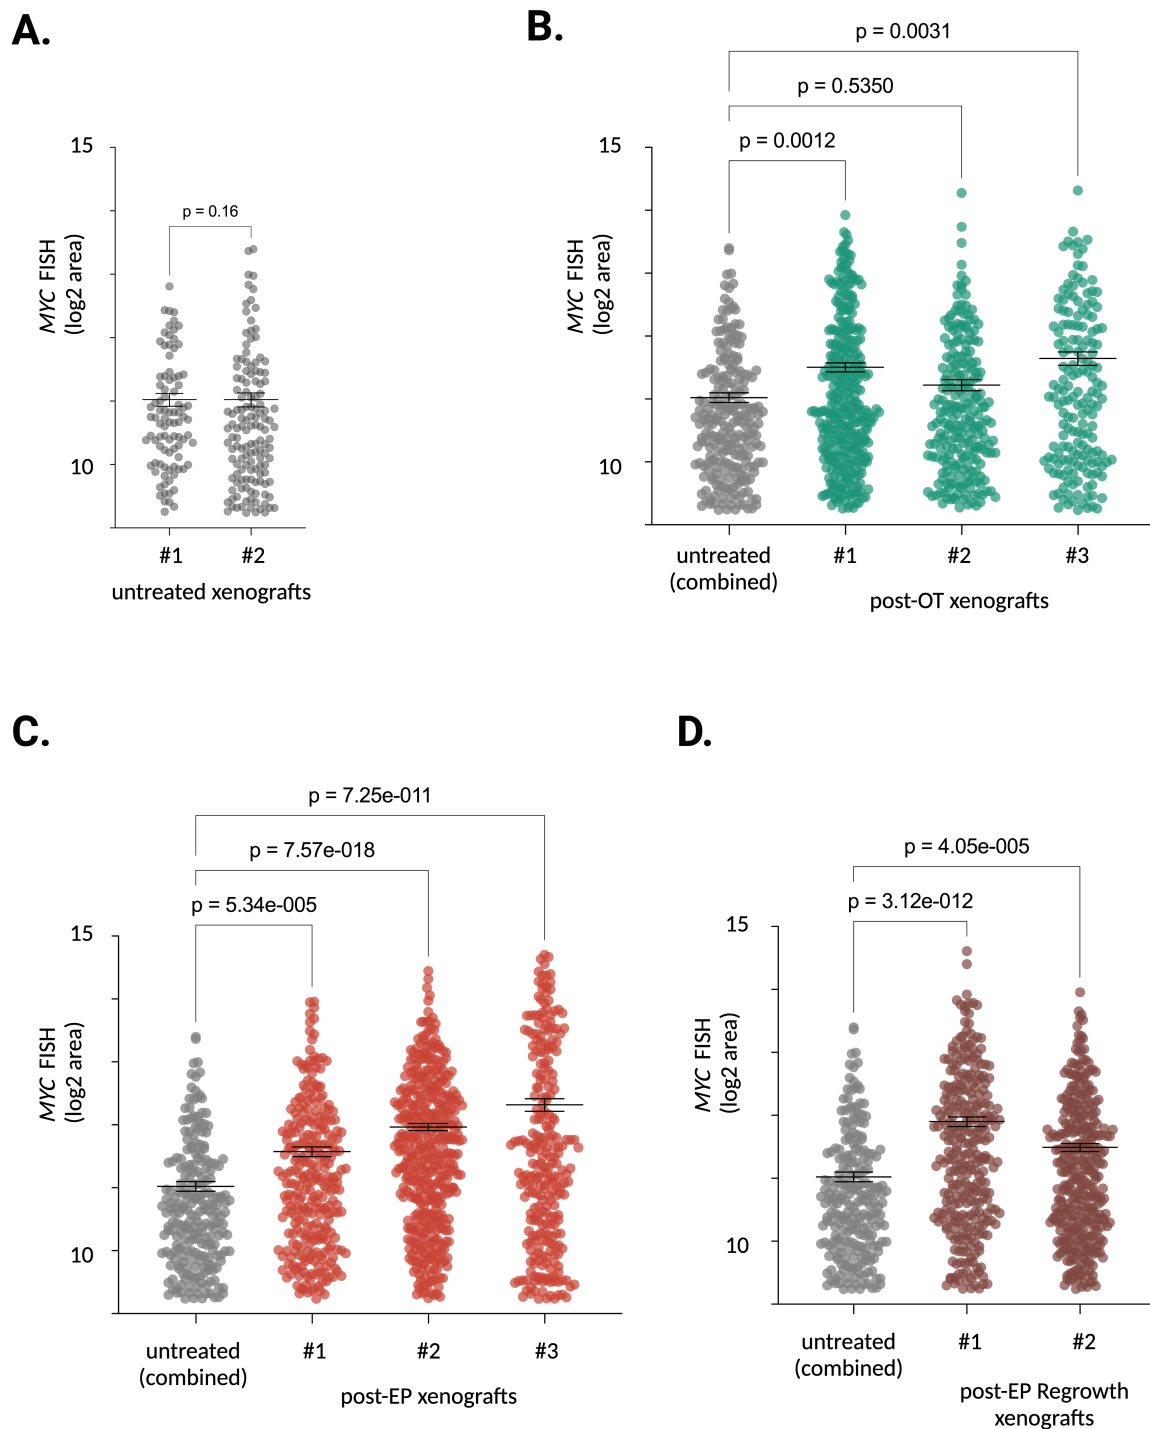 A.
15
p = 0.16
MYC FISH
(log2 area)
10
#1 #2
untreated xenografts
B.
p = 0.0031
p = 0.5350
p = 0.0012
15
MYC FISH
(log2 area)
10
untreated
(combined)
#1 #2 #3
post-OT xenografts
C.
p = 7.25e-011
p = 7.57e-018
p = 5.34e-005
15
MYC FISH
(log2 area)
10
untreated
(combined)
#1 #2 #3
post-EP xenografts
D.
p = 4.05e-005
p = 3.12e-012
15
MYC FISH
(log2 area)
10
untreated
(combined)
#1 #2
post-EP Regrowth
xenografts